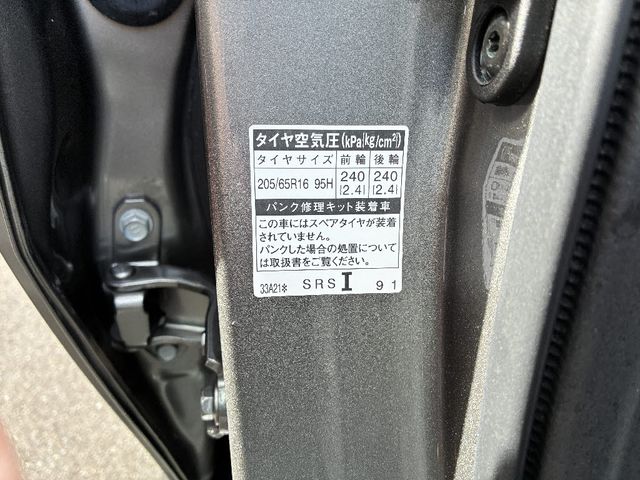 タイヤ空気圧(kPa{kg/cm²})
タイヤサイズ 前輪 後輪
205/65R16 95H 240 {2.4} 240 {2.4}
パンク修理キット装着車
この車にはスペアタイヤが装着
されていません。
パンクした場合の処置について
は取扱書をご覧ください。
33A21* SRS I 91